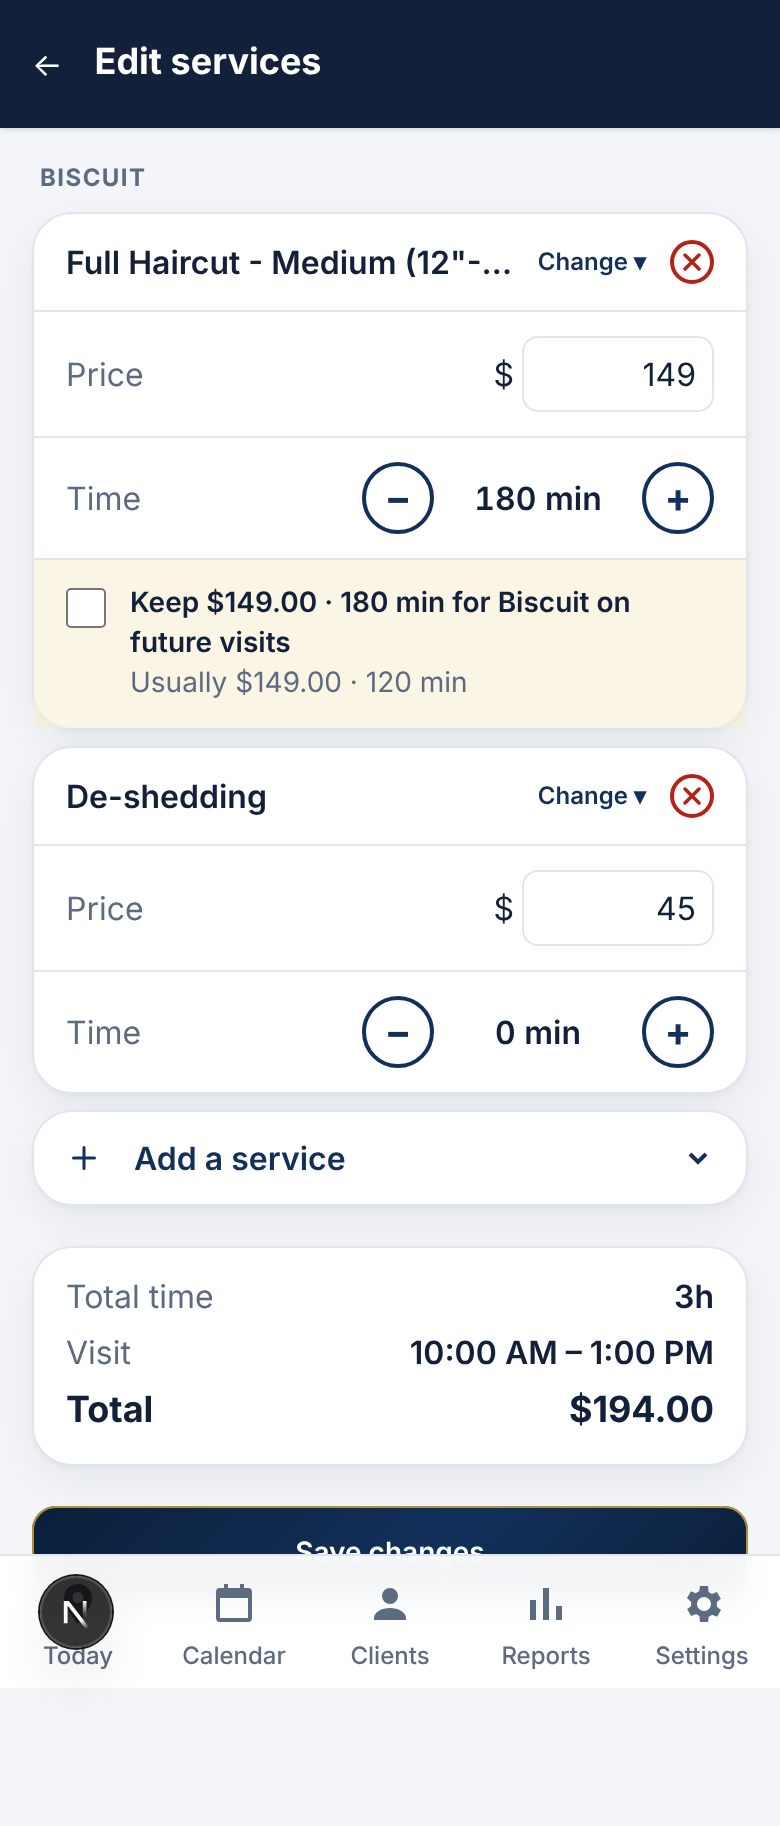 Edit services
BISCUIT
Full Haircut - Medium (12"-... Change ▾
Price $ 149
Time − 180 min +
Keep $149.00 · 180 min for Biscuit on
future visits
Usually $149.00 · 120 min
De-shedding Change ▾
Price $ 45
Time − 0 min +
+ Add a service
Total time 3h
Visit 10:00 AM – 1:00 PM
Total $194.00
Save changes
N
Today Calendar Clients Reports Settings